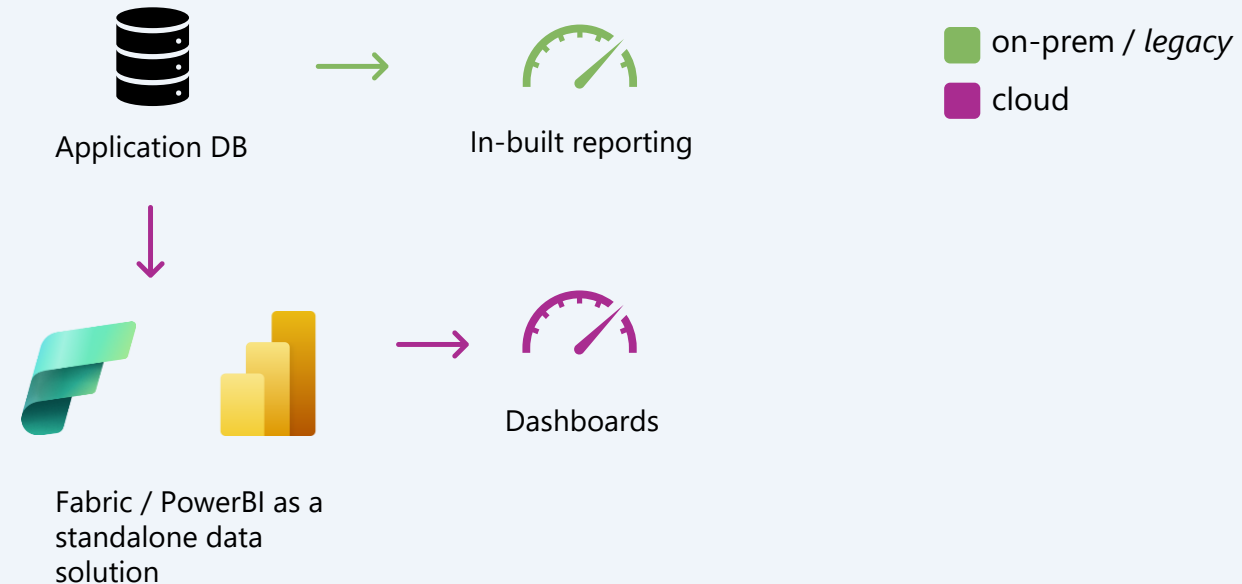 on-prem / legacy
cloud
Application DB
In-built reporting
Dashboards
Fabric / PowerBI as a
standalone data
solution